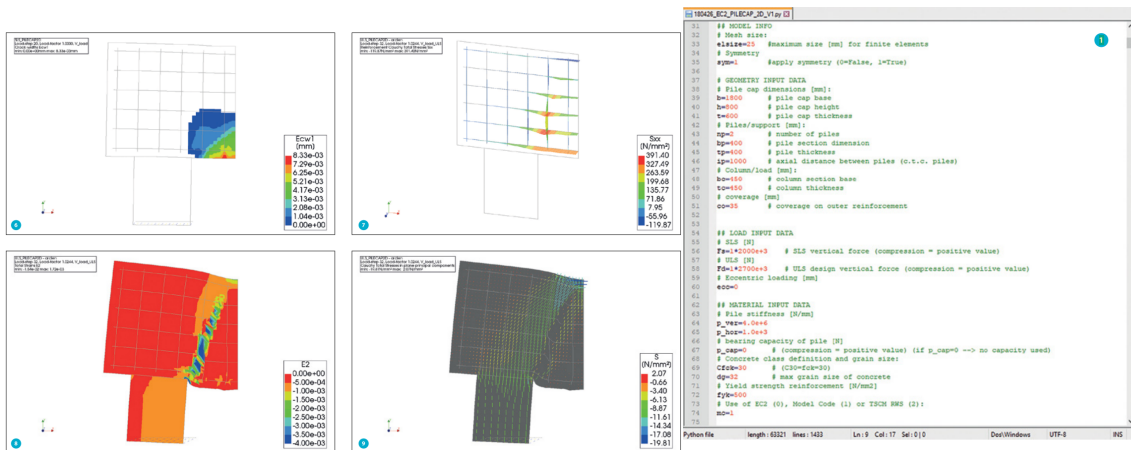 Ecw1
(mm)
8.33e-03
7.29e-03
6.25e-03
5.21e-03
4.17e-03
3.13e-03
2.08e-03
1.04e-03
0.00e+00
6
Sxx
(N/mm²)
391.40
327.49
263.59
199.68
135.77
71.86
7.95
-55.96
-119.87
7
E2
0.00e+00
-5.00e-04
-1.00e-03
-1.50e-03
-2.00e-03
-2.50e-03
-3.00e-03
-3.50e-03
-4.00e-03
8
S
(N/mm²)
2.07
-0.66
-3.40
-6.13
-8.87
-11.61
-14.34
-17.08
-19.81
9
180426_EC2_PILECAP_2D_V1.py
1
31 ## MODEL INFO
32 # Mesh size:
33 elsize=25 #maximum size [mm] for finite elements
34 # Symmetry
35 sym=1 #apply symmetry (0=False, 1=True)
36
37 # GEOMETRY INPUT DATA
38 # Pile cap dimensions [mm]:
39 b=1800 # pile cap base
40 h=800 # pile cap height
41 t=600 # pile cap thickness
42 # Piles/support [mm]:
43 np=2 # number of piles
44 bp=400 # pile section dimension
45 tp=400 # pile thickness
46 ip=1000 # axial distance between piles (c.t.c. piles)
47 # Column/load [mm]:
48 bc=450 # column section base
49 tc=450 # column thickness
50 # coverage [mm]
51 co=35 # coverage on outer reinforcement
52
53
54 ## LOAD INPUT DATA
55 # SLS [N]
56 Fs=1*2000e+3 # SLS vertical force (compression = positive value)
57 # ULS [N]
58 Fd=1*2700e+3 # ULS design vertical force (compression = positive value)
59 # Eccentric loading [mm]
60 ecc=0
61
62 ## MATERIAL INPUT DATA
63 # Pile stiffness [N/mm]
64 p_ver=4.0e+6
65 p_hor=1.0e+3
66 # bearing capacity of pile [N]
67 p_cap=0 # (compression = positive value) (if p_cap=0 --> no capacity used)
68 # Concrete class definition and grain size:
69 Cfck=30 # (C30=fck=30)
70 dg=32 # max grain size of concrete
71 # Yield strength reinforcement [N/mm2]
72 fyk=500
73 # Use of EC2 (0), Model Code (1) or TSCM RWS (2):
74 mc=1
75
Python file length : 63321 lines : 1433 Ln : 9 Col : 17 Sel : 0 | 0 Dos\Windows UTF-8 INS